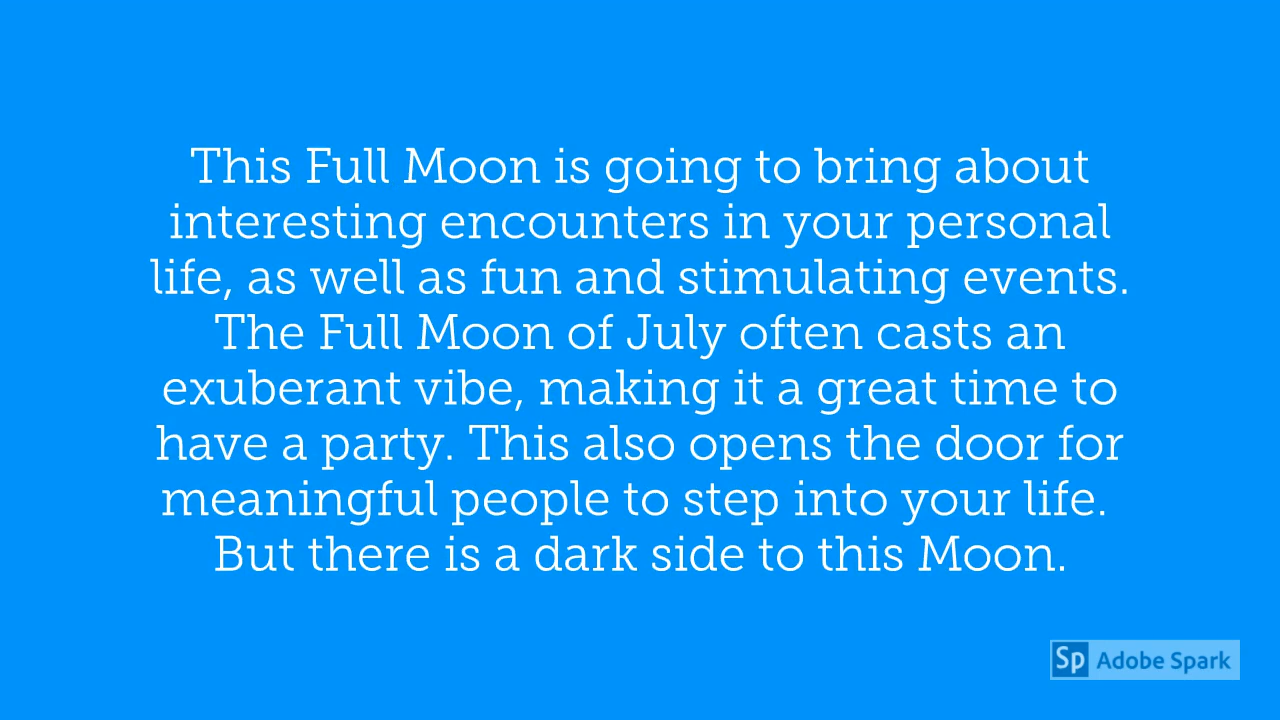 This Full Moon is going to bring about
interesting encounters in your personal
life, as well as fun and stimulating events.
The Full Moon of July often casts an
exuberant vibe, making it a great time to
have a party. This also opens the door for
meaningful people to step into your life.
But there is a dark side to this Moon.
Sp Adobe Spark